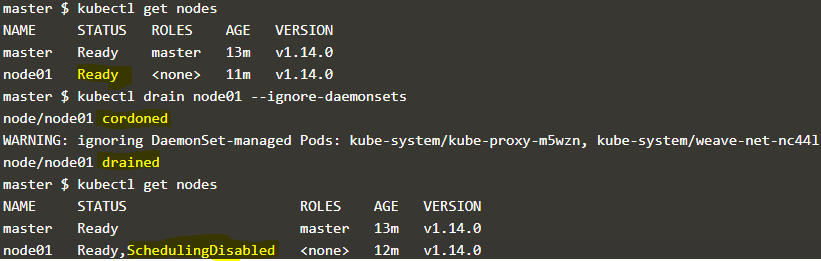 master $ kubectl get nodes
NAME STATUS ROLES AGE VERSION
master Ready master 13m v1.14.0
node01 Ready <none> 11m v1.14.0
master $ kubectl drain node01 --ignore-daemonsets
node/node01 cordoned
WARNING: ignoring DaemonSet-managed Pods: kube-system/kube-proxy-m5wzn, kube-system/weave-net-nc44l
node/node01 drained
master $ kubectl get nodes
NAME STATUS ROLES AGE VERSION
master Ready master 13m v1.14.0
node01 Ready,SchedulingDisabled <none> 12m v1.14.0